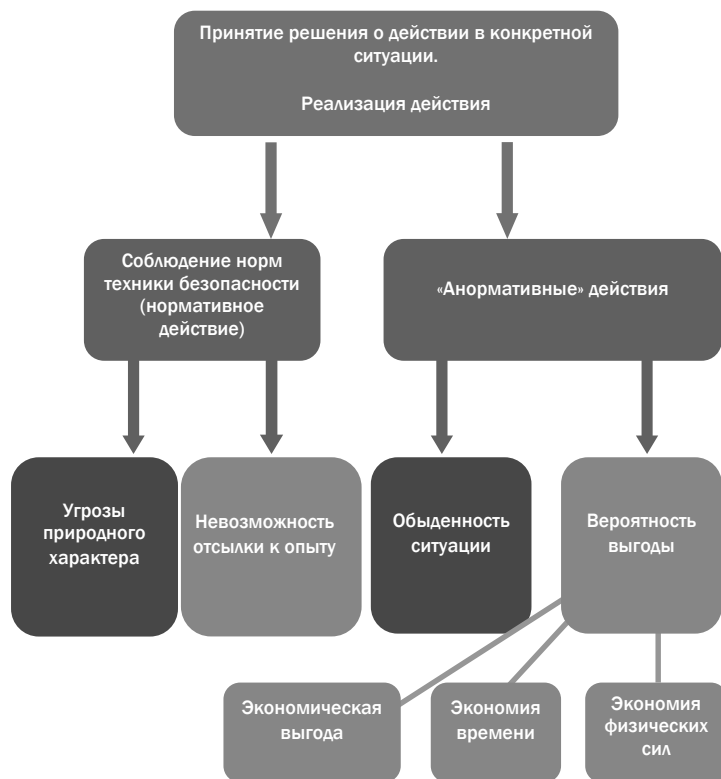 Принятие решения о действии в конкретной
ситуации.
Реализация действия
Соблюдение норм
техники безопасности
(нормативное
действие)
«Анормативные» действия
Угрозы
природного
характера
Невозможность
отсылки к опыту
Обыденность
ситуации
Вероятность
выгоды
Экономическая
выгода
Экономия
времени
Экономия
физических
сил